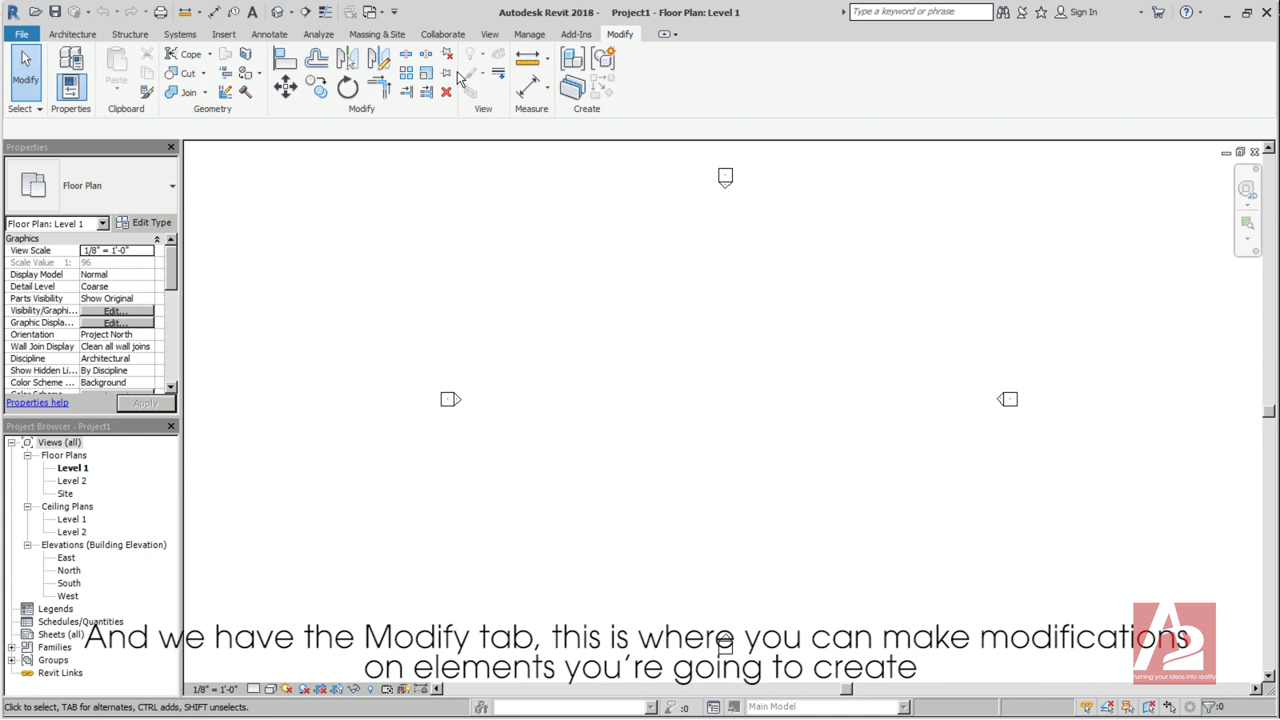 Autodesk Revit 2018 - Project1 - Floor Plan: Level 1
Type a keyword or phrase
Sign In
File Architecture Structure Systems Insert Annotate Analyze Massing & Site Collaborate View Manage Add-Ins Modify
Modify
Properties
Paste
Cope
Cut
Join
Select Properties Clipboard Geometry Modify View Measure Create
Properties
Floor Plan
Floor Plan: Level 1 Edit Type
Graphics
View Scale 1/8" = 1'-0"
Scale Value 1: 96
Display Model Normal
Detail Level Coarse
Parts Visibility Show Original
Visibility/Graphi... Edit...
Graphic Displa... Edit...
Orientation Project North
Wall Join Display Clean all wall joins
Discipline Architectural
Show Hidden Li... By Discipline
Color Scheme ... Background
Properties help Apply
Project Browser - Project1
Views (all)
Floor Plans
Level 1
Level 2
Site
Ceiling Plans
Level 1
Level 2
Elevations (Building Elevation)
East
North
South
West
Legends
Schedules/Quantities
Sheets (all)
Families
Groups
Revit Links
And we have the Modify tab, this is where you can make modifications
on elements you're going to create
A2
turning your ideas into reality
1/8" = 1'-0"
Click to select, TAB for alternates, CTRL adds, SHIFT unselects.
:0
Main Model
:0